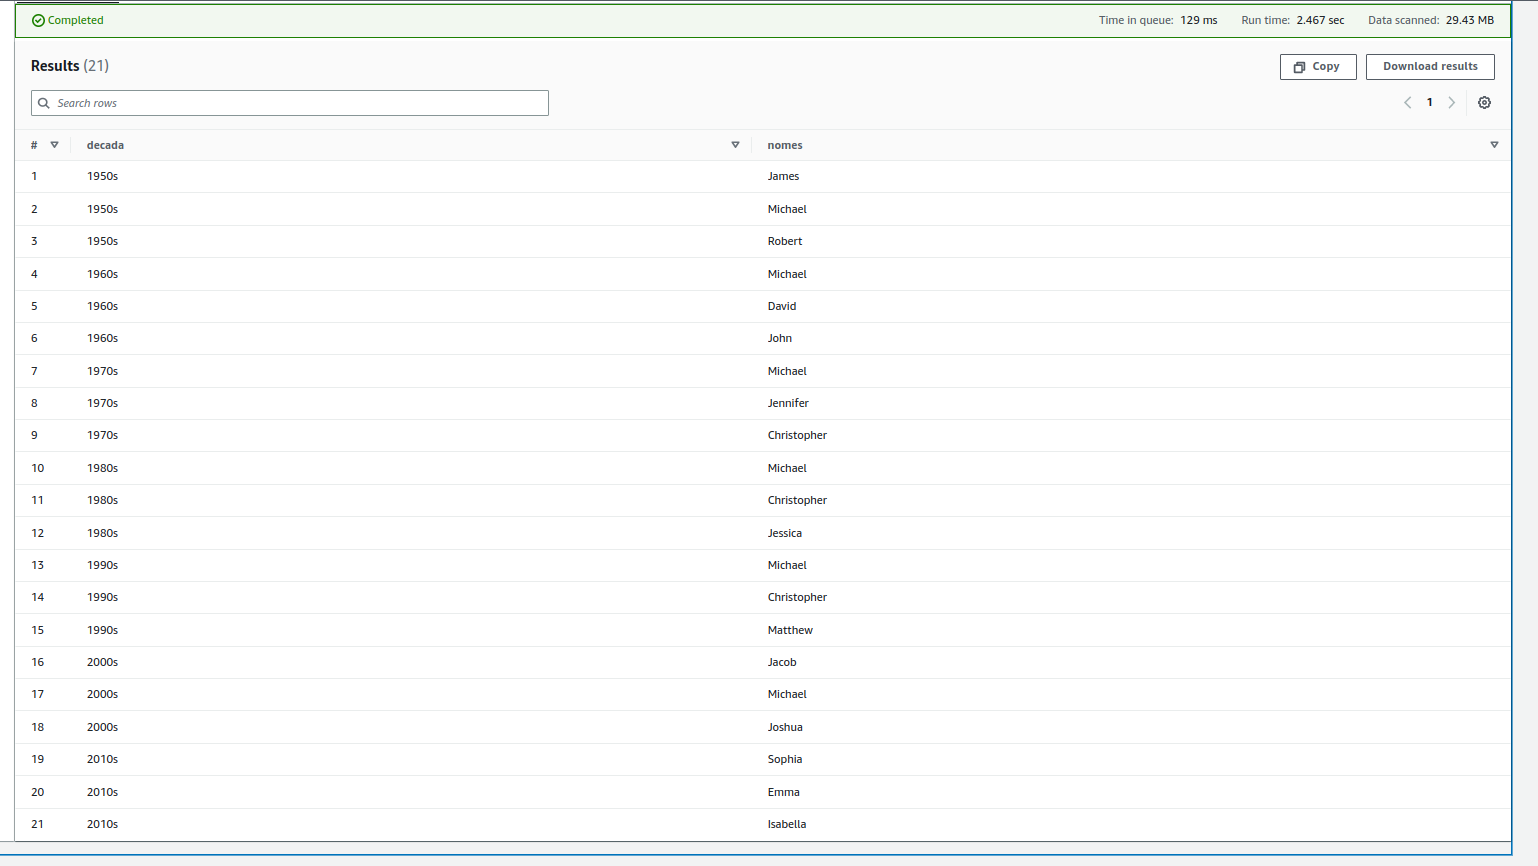 Completed Time in queue: 129 ms Run time: 2.467 sec Data scanned: 29.43 MB
Results (21) Copy Download results
Search rows 1
# decada nomes
1 1950s James
2 1950s Michael
3 1950s Robert
4 1960s Michael
5 1960s David
6 1960s John
7 1970s Michael
8 1970s Jennifer
9 1970s Christopher
10 1980s Michael
11 1980s Christopher
12 1980s Jessica
13 1990s Michael
14 1990s Christopher
15 1990s Matthew
16 2000s Jacob
17 2000s Michael
18 2000s Joshua
19 2010s Sophia
20 2010s Emma
21 2010s Isabella